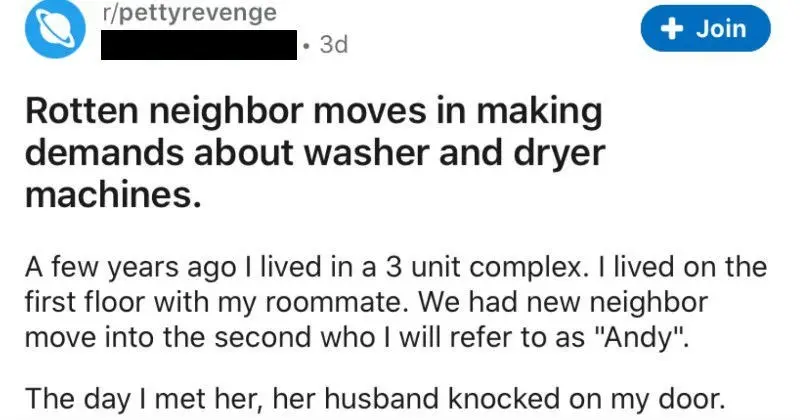 r/pettyrevenge
• 3d
+ Join
Rotten neighbor moves in making
demands about washer and dryer
machines.
A few years ago I lived in a 3 unit complex. I lived on the
first floor with my roommate. We had new neighbor
move into the second who I will refer to as "Andy".
The day I met her, her husband knocked on my door.